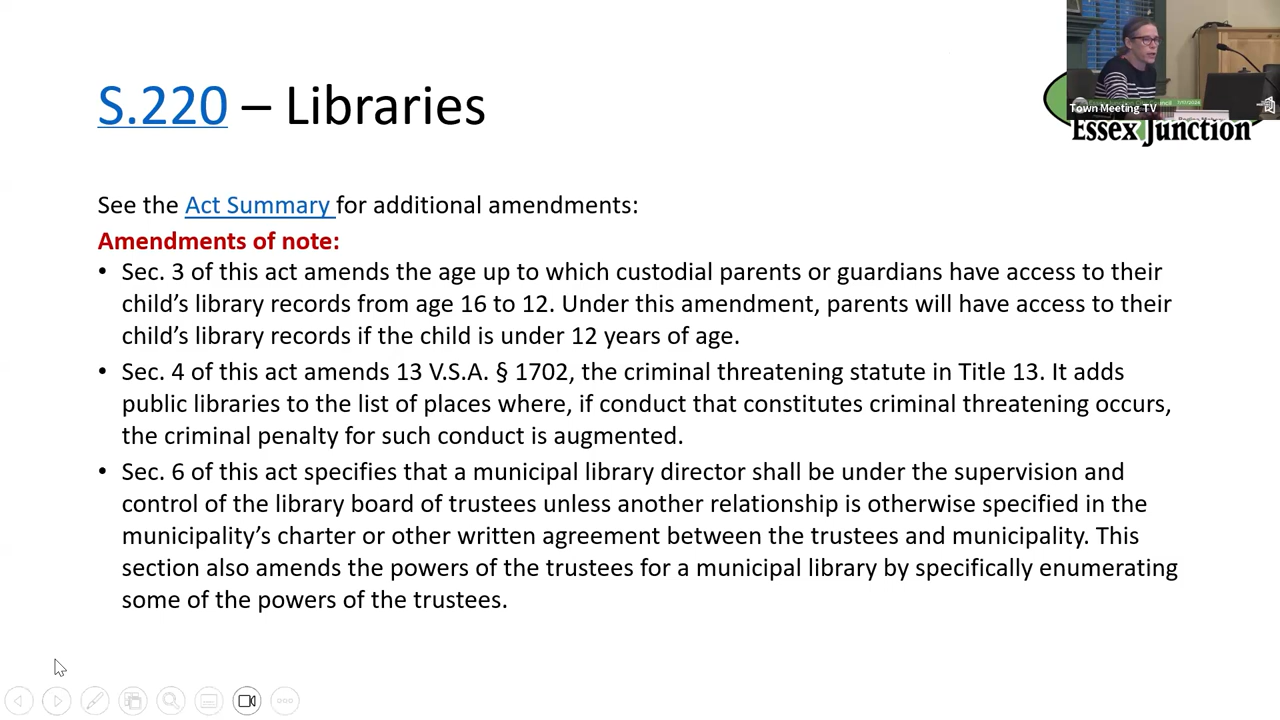 S.220 – Libraries
Town Meeting TV
Essex Junction
See the Act Summary for additional amendments:
Amendments of note:
• Sec. 3 of this act amends the age up to which custodial parents or guardians have access to their
child’s library records from age 16 to 12. Under this amendment, parents will have access to their
child’s library records if the child is under 12 years of age.
• Sec. 4 of this act amends 13 V.S.A. § 1702, the criminal threatening statute in Title 13. It adds
public libraries to the list of places where, if conduct that constitutes criminal threatening occurs,
the criminal penalty for such conduct is augmented.
• Sec. 6 of this act specifies that a municipal library director shall be under the supervision and
control of the library board of trustees unless another relationship is otherwise specified in the
municipality’s charter or other written agreement between the trustees and municipality. This
section also amends the powers of the trustees for a municipal library by specifically enumerating
some of the powers of the trustees.